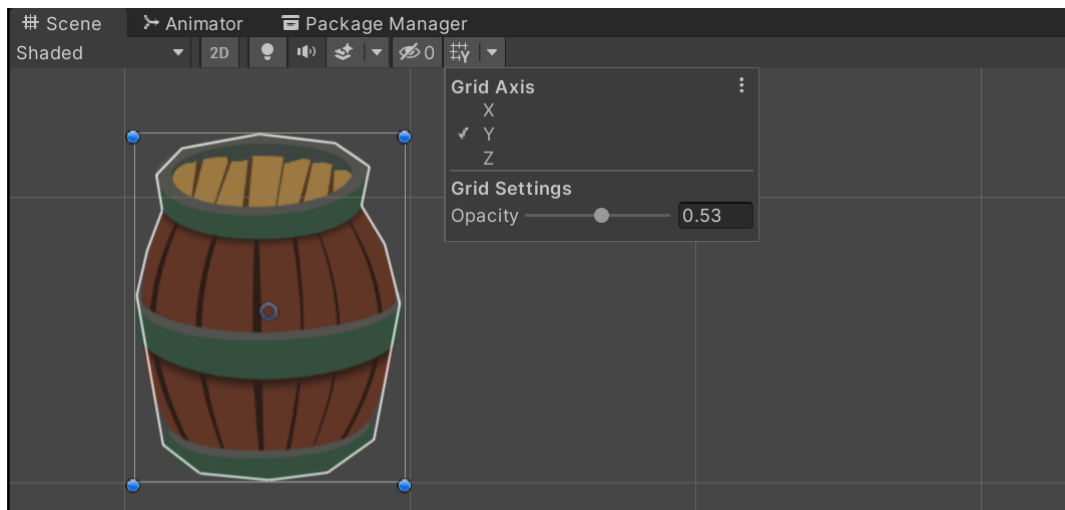 Scene Animator Package Manager
Shaded 2D 0
Grid Axis
X
Y
Z
Grid Settings
Opacity 0.53